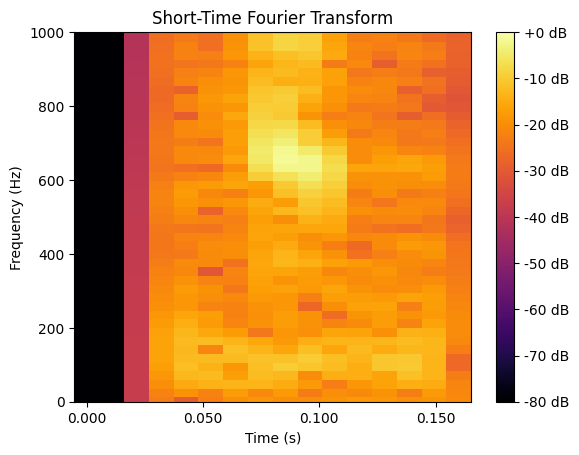 Short-Time Fourier Transform
1000
800
600
400
200
0
Frequency (Hz)
0.000
0.050
0.100
0.150
Time (s)
+0 dB
-10 dB
-20 dB
-30 dB
-40 dB
-50 dB
-60 dB
-70 dB
-80 dB